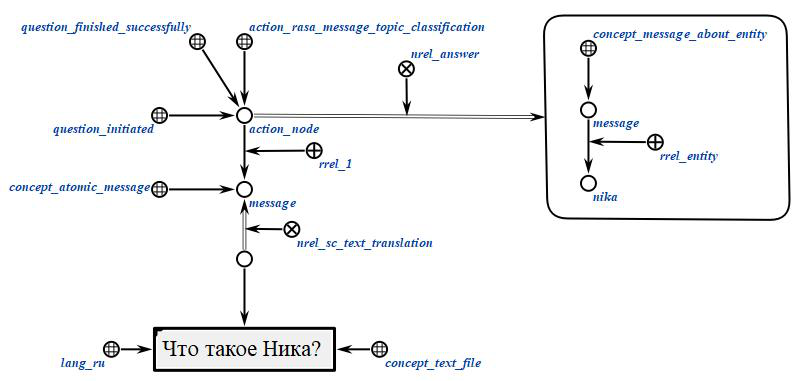 question_finished_successfully
action_rasa_message_topic_classification
nrel_answer
concept_message_about_entity
question_initiated
action_node
message
rrel_1
rrel_entity
concept_atomic_message
message
nika
nrel_sc_text_translation
Что такое Ника?
lang_ru
concept_text_file